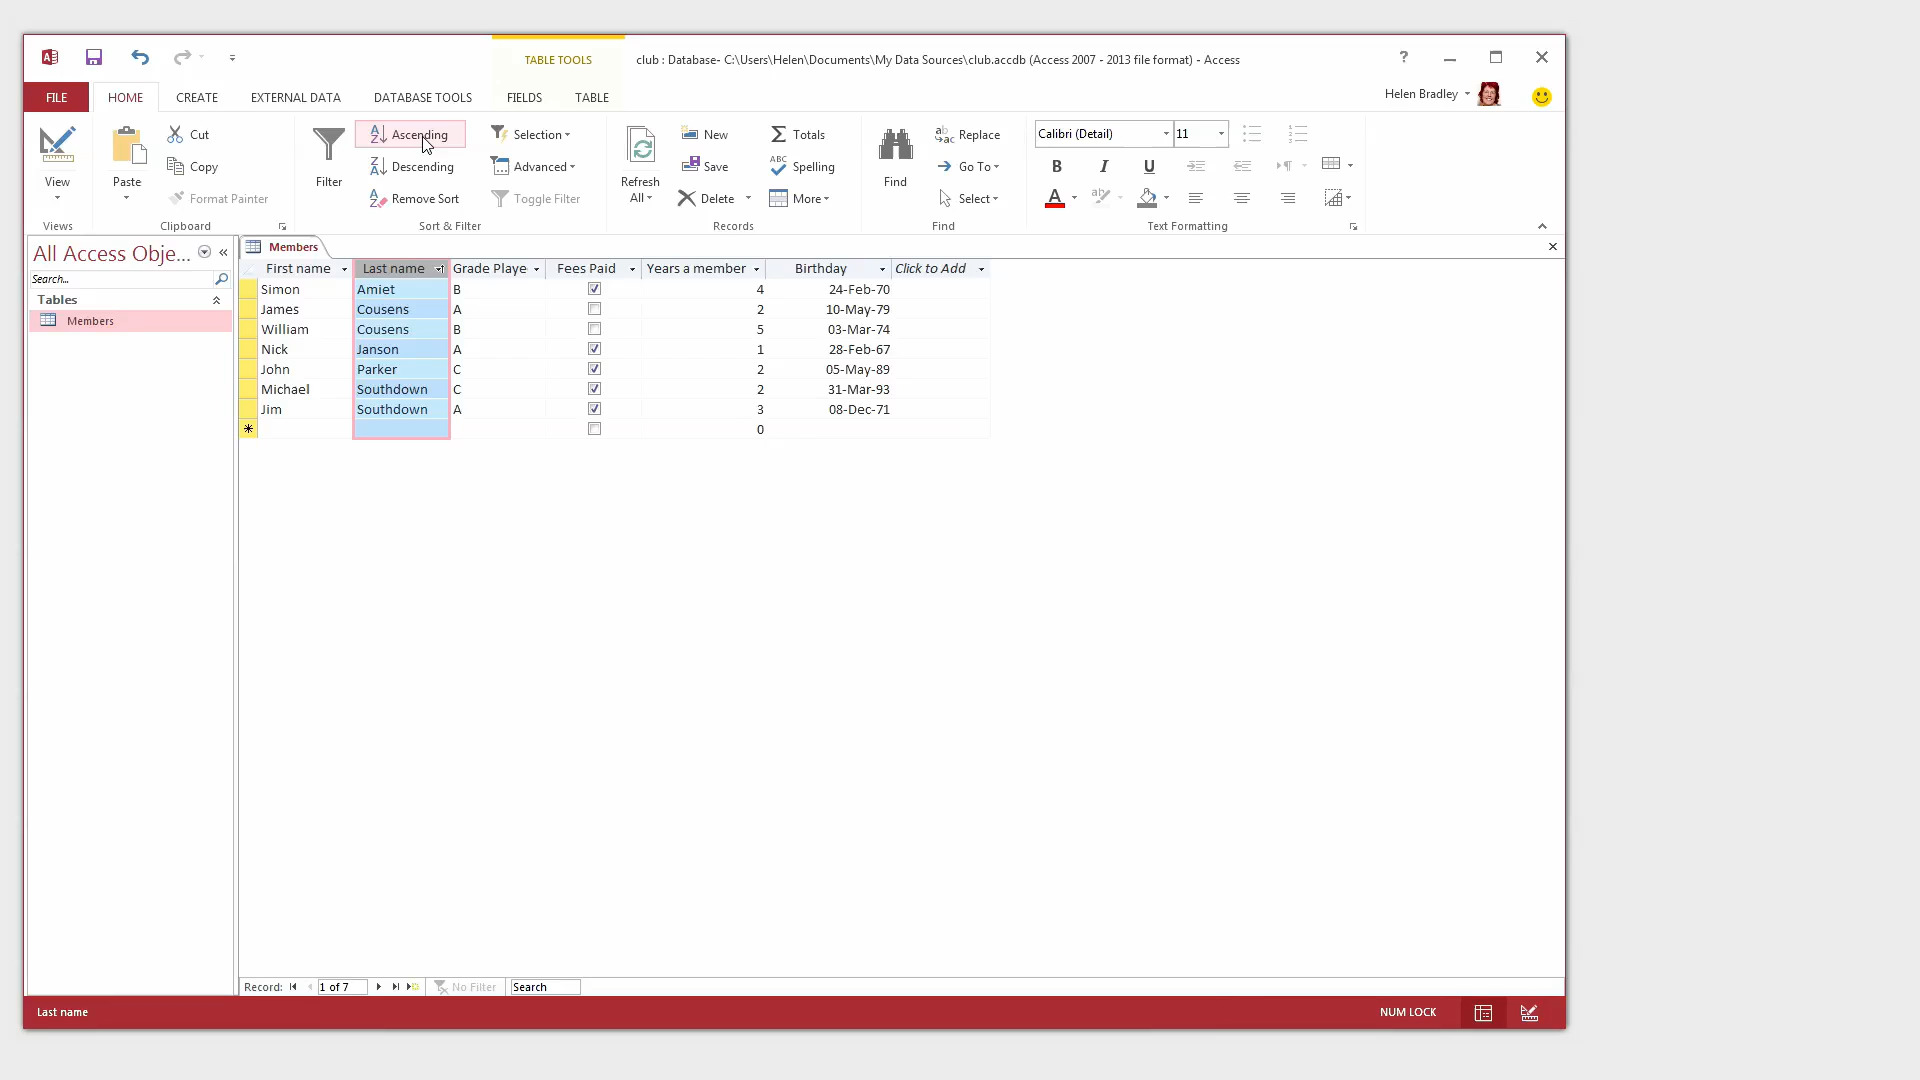 TABLE TOOLS
club : Database- C:\Users\Helen\Documents\My Data Sources\club.accdb (Access 2007 - 2013 file format) - Access
?
FILE HOME CREATE EXTERNAL DATA DATABASE TOOLS FIELDS TABLE
Helen Bradley
View
Views
Paste
Cut
Copy
Format Painter
Clipboard
Filter
Ascending
Descending
Remove Sort
Selection
Advanced
Toggle Filter
Sort & Filter
Refresh
All
New
Save
Delete
Totals
Spelling
More
Records
Find
Replace
Go To
Select
Find
Calibri (Detail) 11
B I U
Text Formatting
All Access Obje...
Search...
Tables
Members
Members
First name Last name Grade Playe Fees Paid Years a member Birthday Click to Add
Simon Amiet B 4 24-Feb-70
James Cousens A 2 10-May-79
William Cousens B 5 03-Mar-74
Nick Janson A 1 28-Feb-67
John Parker C 2 05-May-89
Michael Southdown C 2 31-Mar-93
Jim Southdown A 3 08-Dec-71
0
Record: 1 of 7 No Filter Search
Last name NUM LOCK